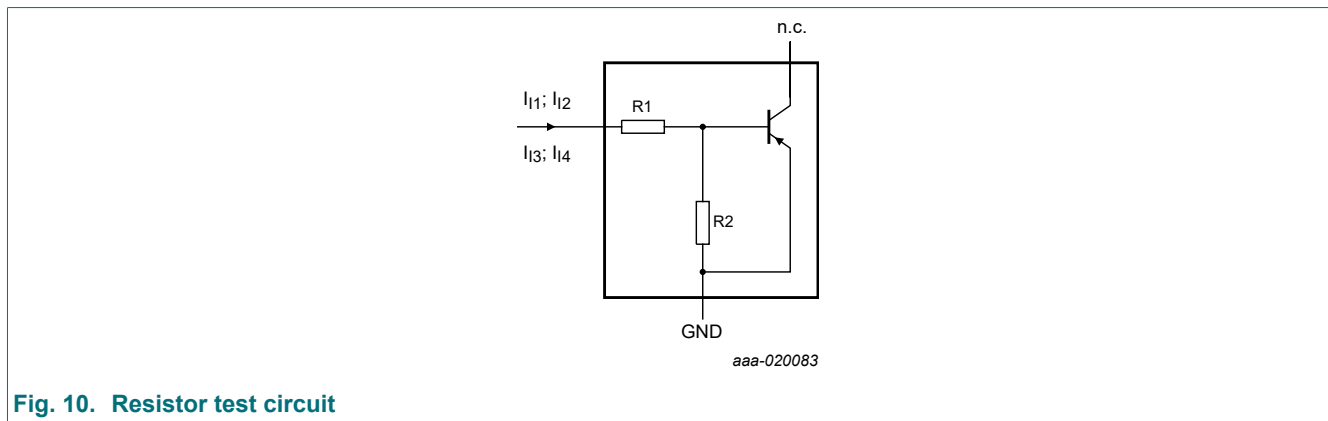 n.c.
I_I1; I_I2
R1
I_I3; I_I4
R2
GND
aaa-020083
Fig. 10. Resistor test circuit